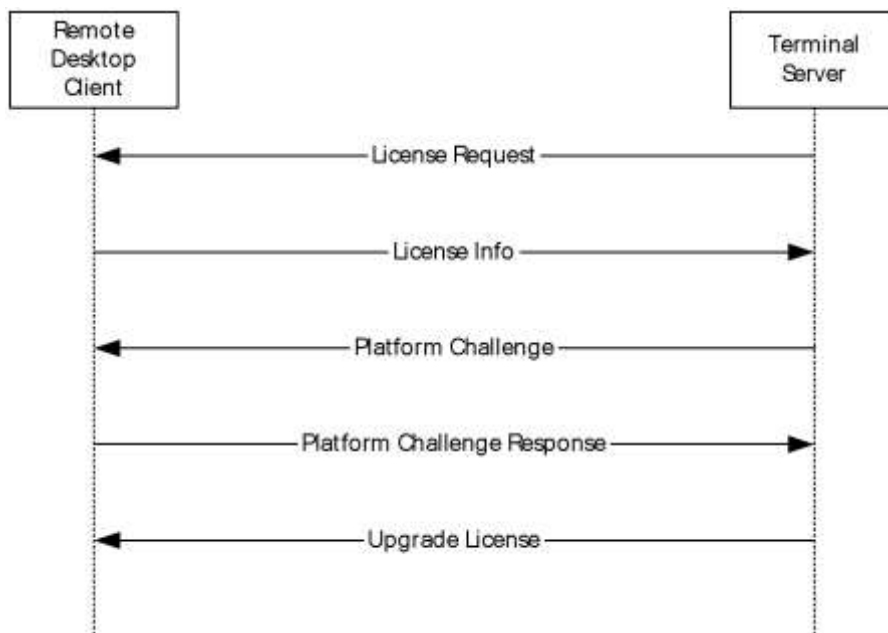 Remote
Desktop
Client
Terminal
Server
License Request
License Info
Platform Challenge
Platform Challenge Response
Upgrade License